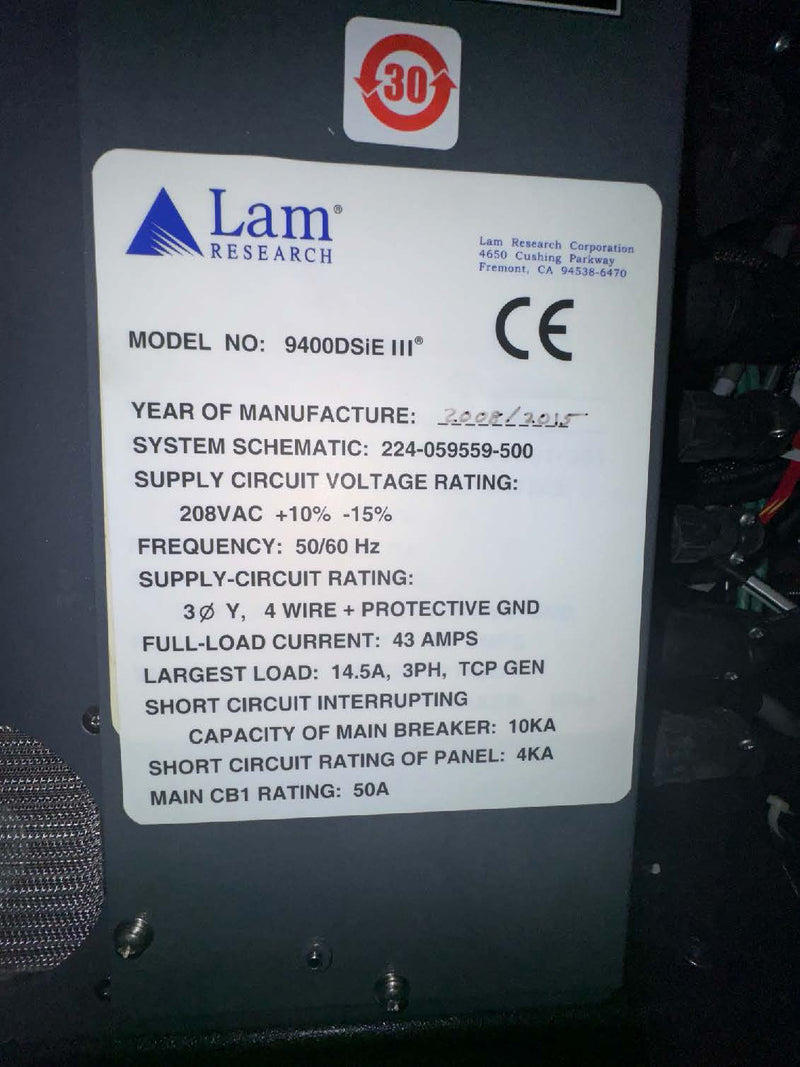 30
Lam®
RESEARCH
Lam Research Corporation
4650 Cushing Parkway
Fremont, CA 94538-6470
CE
MODEL NO: 9400DSiE III®
YEAR OF MANUFACTURE: 2008/2015
SYSTEM SCHEMATIC: 224-059559-500
SUPPLY CIRCUIT VOLTAGE RATING:
208VAC +10% -15%
FREQUENCY: 50/60 Hz
SUPPLY-CIRCUIT RATING:
3Ø Y, 4 WIRE + PROTECTIVE GND
FULL-LOAD CURRENT: 43 AMPS
LARGEST LOAD: 14.5A, 3PH, TCP GEN
SHORT CIRCUIT INTERRUPTING
CAPACITY OF MAIN BREAKER: 10KA
SHORT CIRCUIT RATING OF PANEL: 4KA
MAIN CB1 RATING: 50A